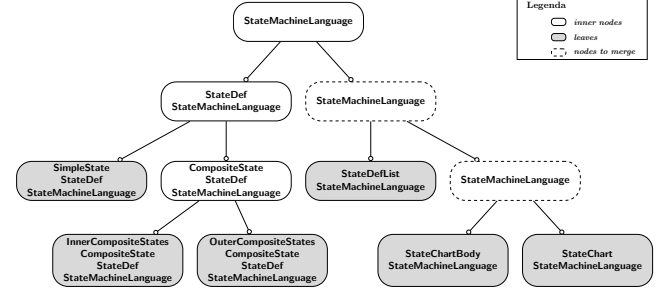 StateMachineLanguage
Legenda
inner nodes
leaves
nodes to merge
StateDef
StateMachineLanguage
StateMachineLanguage
SimpleState
StateDef
StateMachineLanguage
CompositeState
StateDef
StateMachineLanguage
StateDefList
StateMachineLanguage
StateMachineLanguage
InnerCompositeStates
CompositeState
StateDef
StateMachineLanguage
OuterCompositeStates
CompositeState
StateDef
StateMachineLanguage
StateChartBody
StateMachineLanguage
StateChart
StateMachineLanguage